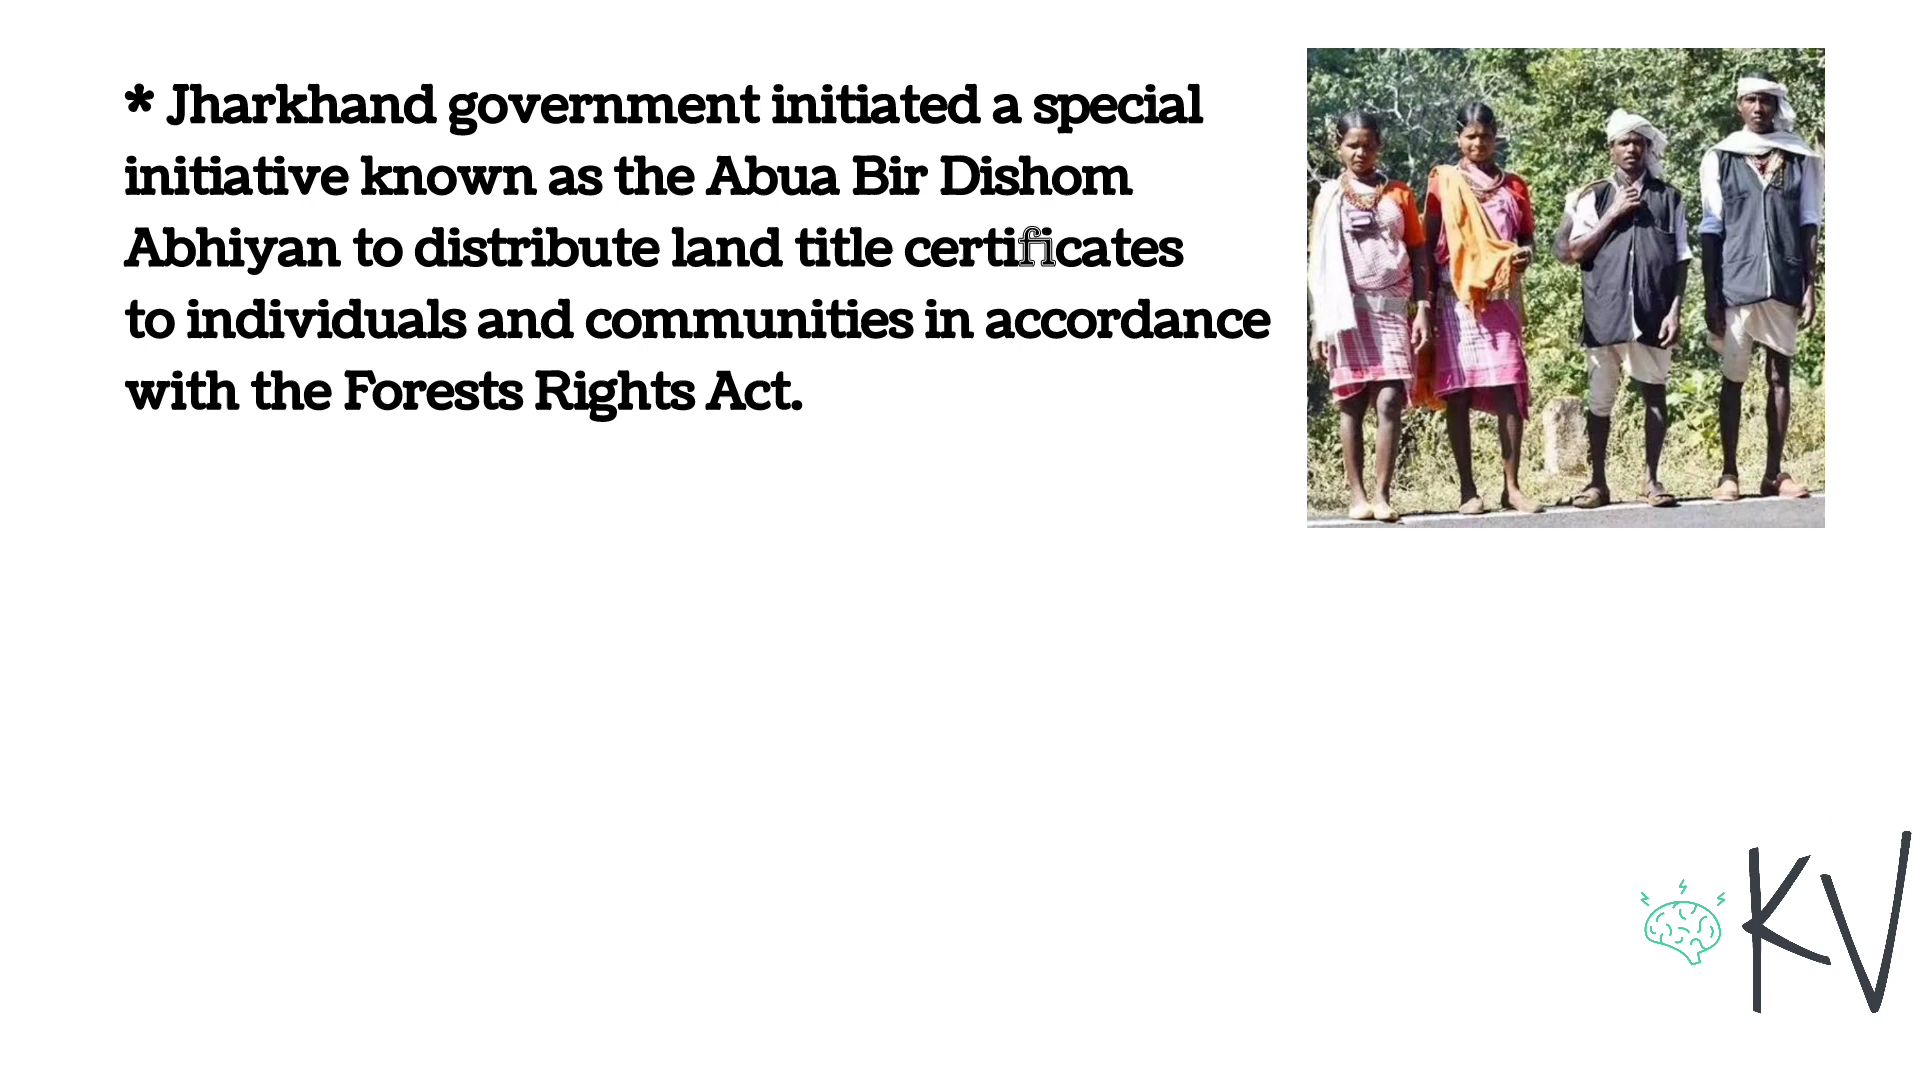 * Jharkhand government initiated a special
initiative known as the Abua Bir Dishom
Abhiyan to distribute land title certificates
to individuals and communities in accordance
with the Forests Rights Act.
KV